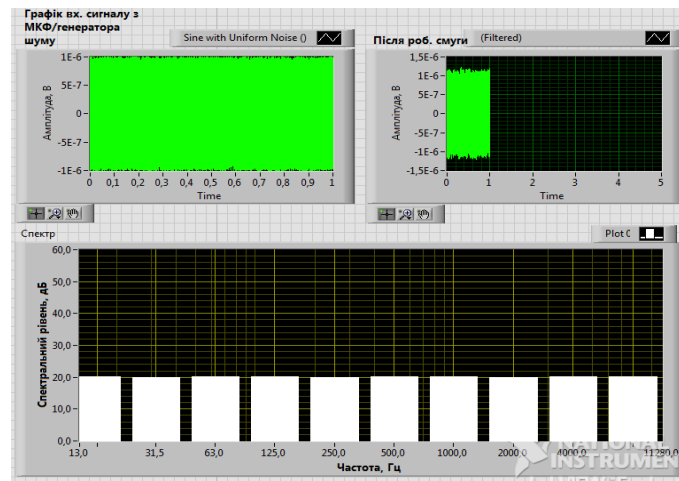 Графік вх. сигналу з
МКФ/генератора
шуму
Sine with Uniform Noise ()
Після роб. смуги
(Filtered)
1E-6
5E-7
0
-5E-7
-1E-6
Амплітуда, В
0 0,1 0,2 0,3 0,4 0,5 0,6 0,7 0,8 0,9 1
Time
1,5E-6
1E-6
5E-7
0
-5E-7
-1E-6
-1,5E-6
Амплітуда, В
0 1 2 3 4 5
Time
Спектр
Plot 0
60,0
50,0
40,0
30,0
20,0
10,0
0,0
Спектральний рівень, дБ
13,0 31,5 63,0 125,0 250,0 500,0 1000,0 2000,0 4000,0 11280,0
Частота, Гц
NATIONAL
INSTRUMEN